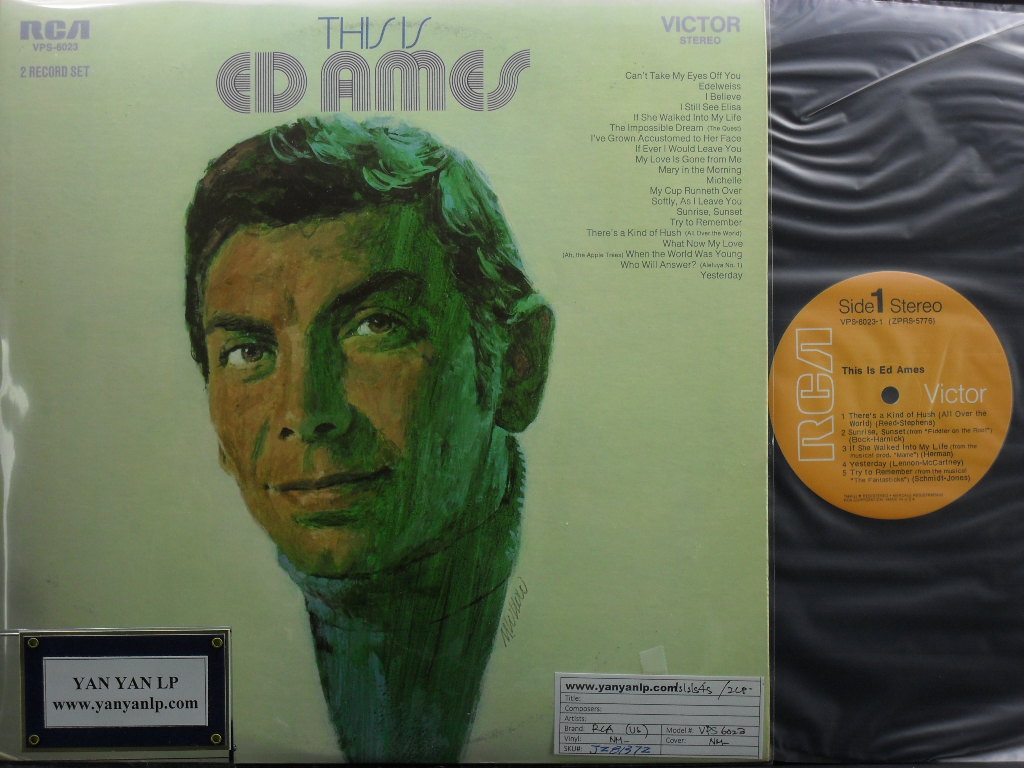 RCA
VPS-6023
2 RECORD SET
THIS IS
ED AMES
VICTOR
STEREO
Can't Take My Eyes Off You
Edelweiss
I Believe
I Still See Elisa
If She Walked Into My Life
The Impossible Dream (The Quest)
I've Grown Accustomed to Her Face
If Ever I Would Leave You
My Love Is Gone from Me
Mary in the Morning
Michelle
My Cup Runneth Over
Softly, As I Leave You
Sunrise, Sunset
Try to Remember
There's a Kind of Hush (All Over the World)
What Now My Love
(Ah, the Apple Trees) When the World Was Young
Who Will Answer? (Aleluya No. 1)
Yesterday
Side 1 Stereo
VPS-6023-1 (ZPRS-5776)
RCA
This Is Ed Ames
Victor
1 There's a Kind of Hush (All Over the
World) (Reed-Stephens)
2 Sunrise, Sunset (from "Fiddler on the Roof")
(Bock-Harnick)
3 If She Walked Into My Life (from the
musical prod. "Mame") (Herman)
4 Yesterday (Lennon-McCartney)
5 Try to Remember (from the musical
"The Fantasticks") (Schmidt-Jones)
YAN YAN LP
www.yanyanlp.com
www.yanyanlp.com /2LP-
Title:
Composers:
Artists:
Brand: RCA (US) Model #: VPS 6023
Vinyl: NM- Cover: NM-
SKU#: JZB1372